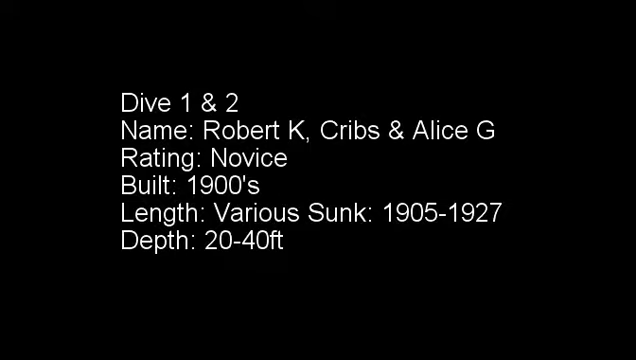 Dive 1 & 2
Name: Robert K, Cribs & Alice G
Rating: Novice
Built: 1900's
Length: Various Sunk: 1905-1927
Depth: 20-40ft